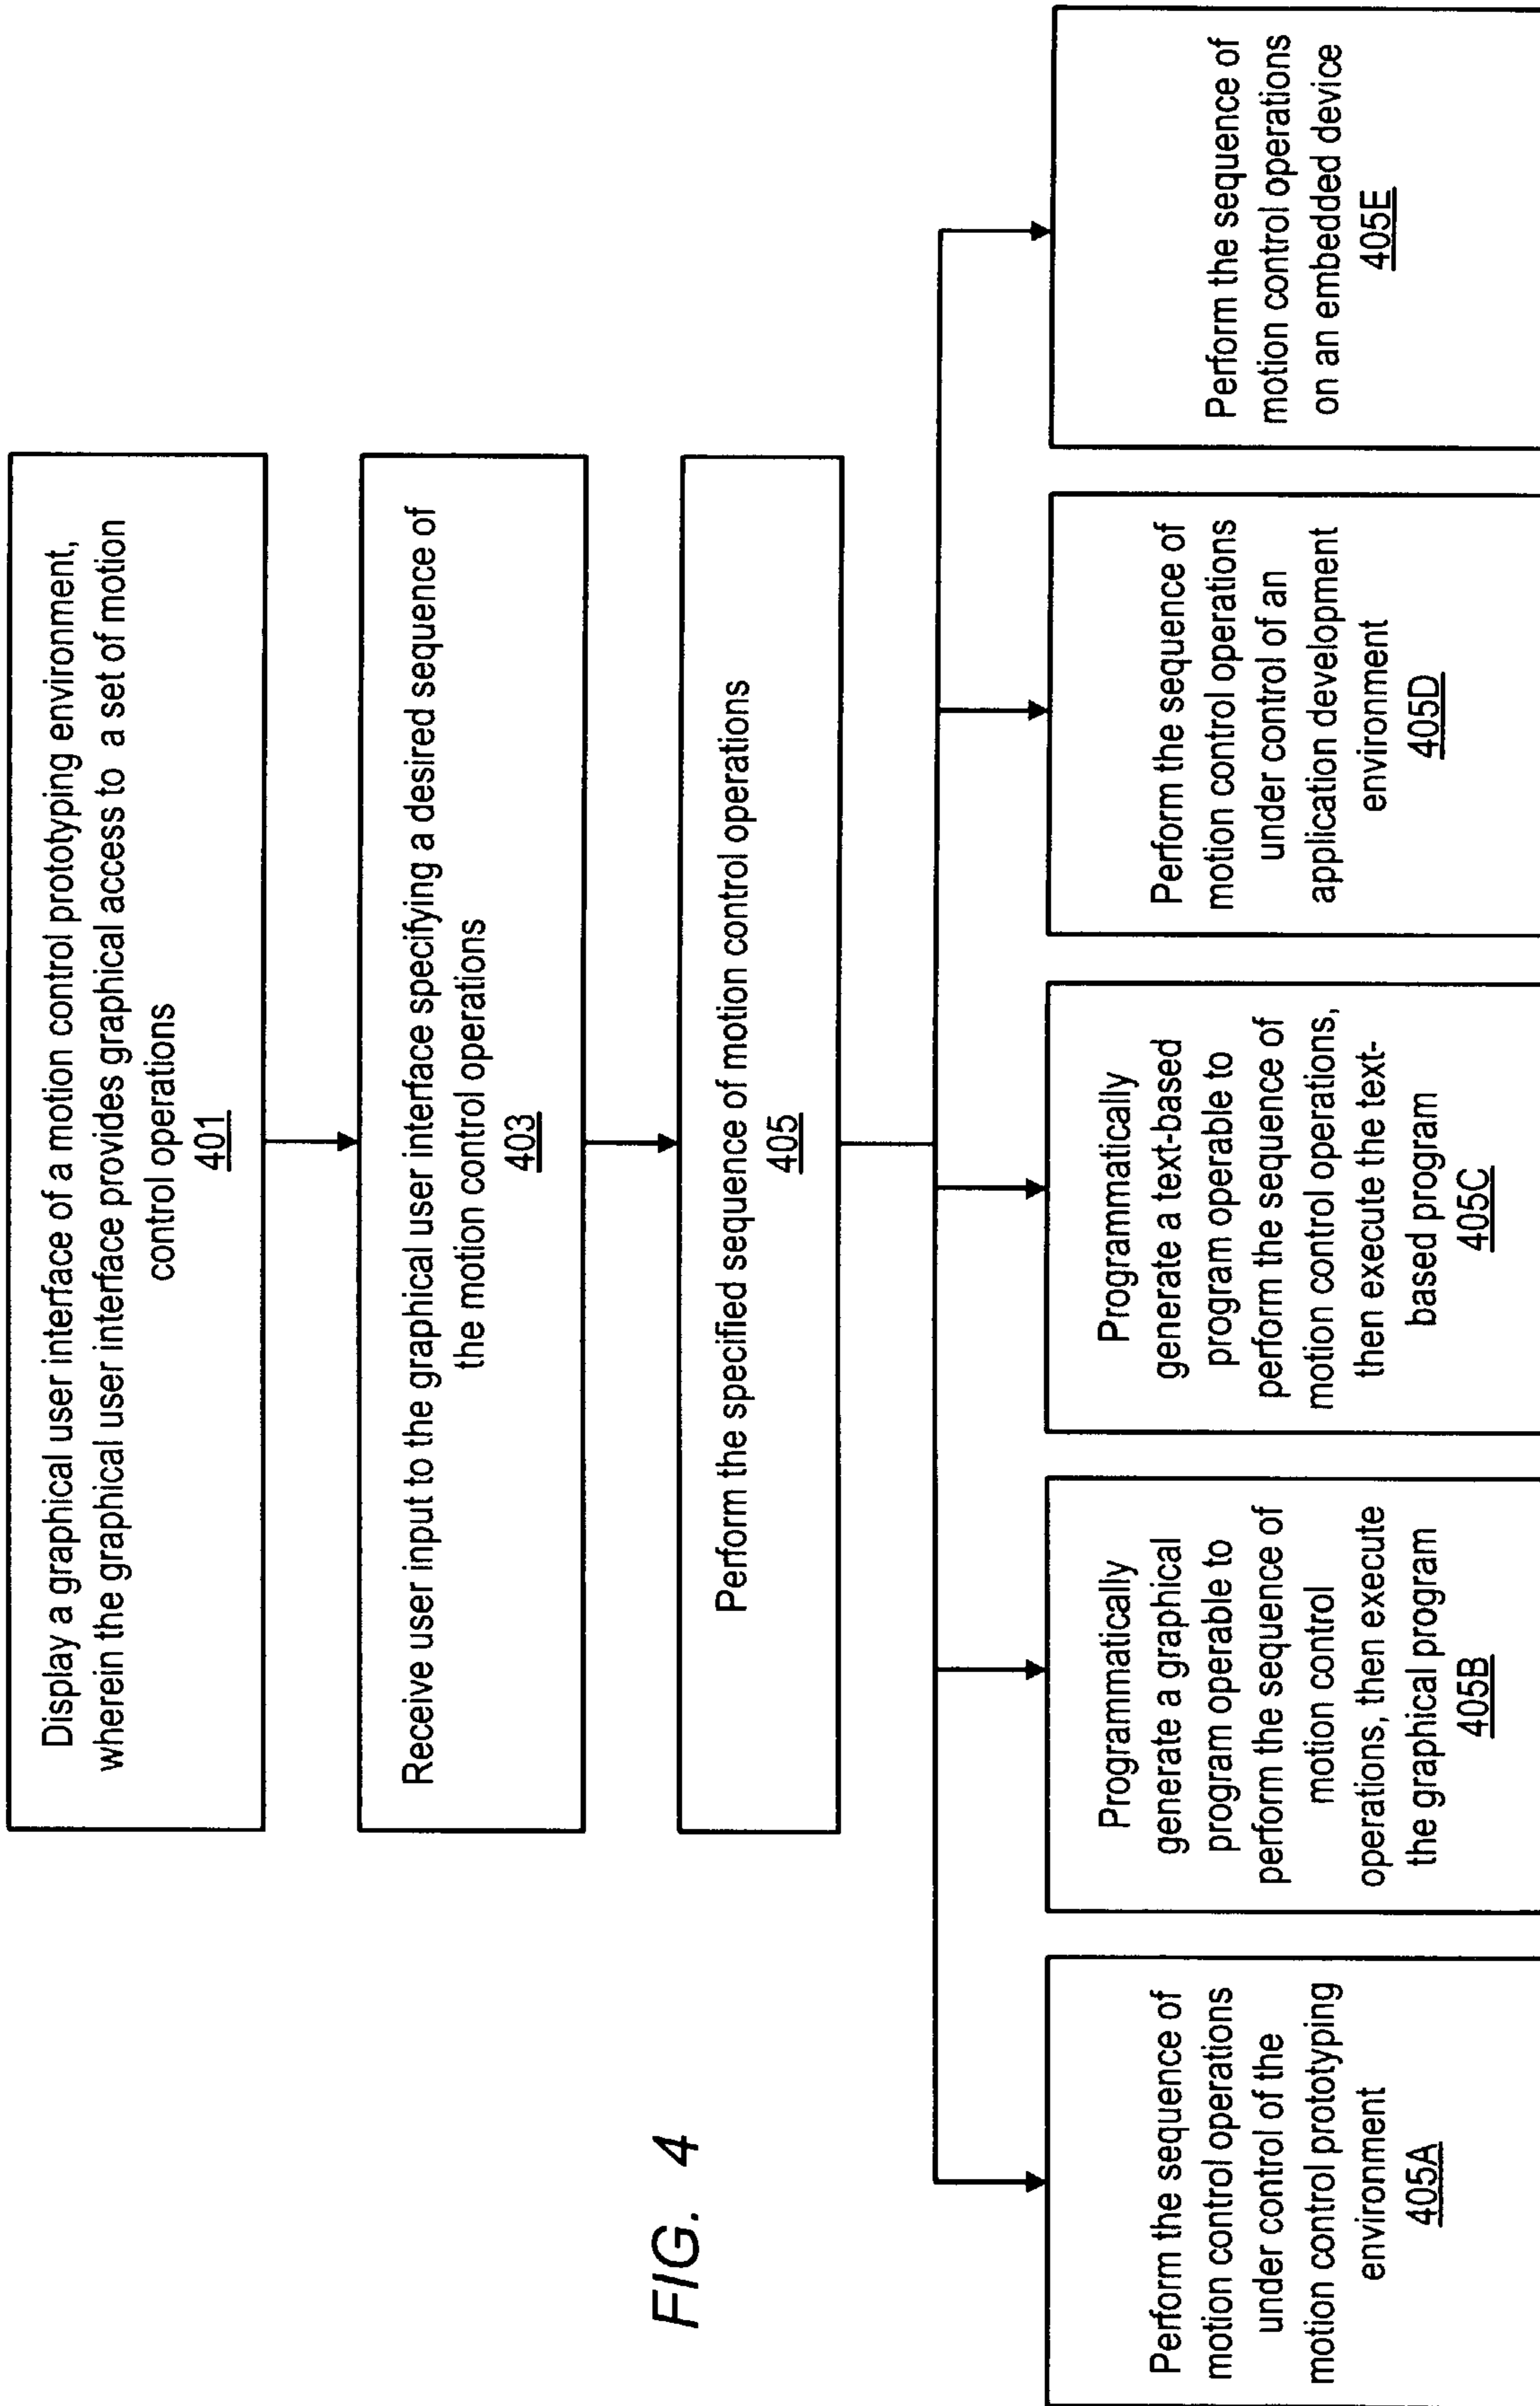 Display a graphical user interface of a motion control prototyping environment,
wherein the graphical user interface provides graphical access to a set of motion
control operations
401
Receive user input to the graphical user interface specifying a desired sequence of
the motion control operations
403
Perform the specified sequence of motion control operations
405
FIG. 4
Perform the sequence of
motion control operations
under control of the
motion control prototyping
environment
405A
Programmatically
generate a graphical
program operable to
perform the sequence of
motion control
operations, then execute
the graphical program
405B
Programmatically
generate a text-based
program operable to
perform the sequence of
motion control operations,
then execute the text-
based program
405C
Perform the sequence of
motion control operations
under control of an
application development
environment
405D
Perform the sequence of
motion control operations
on an embedded device
405E